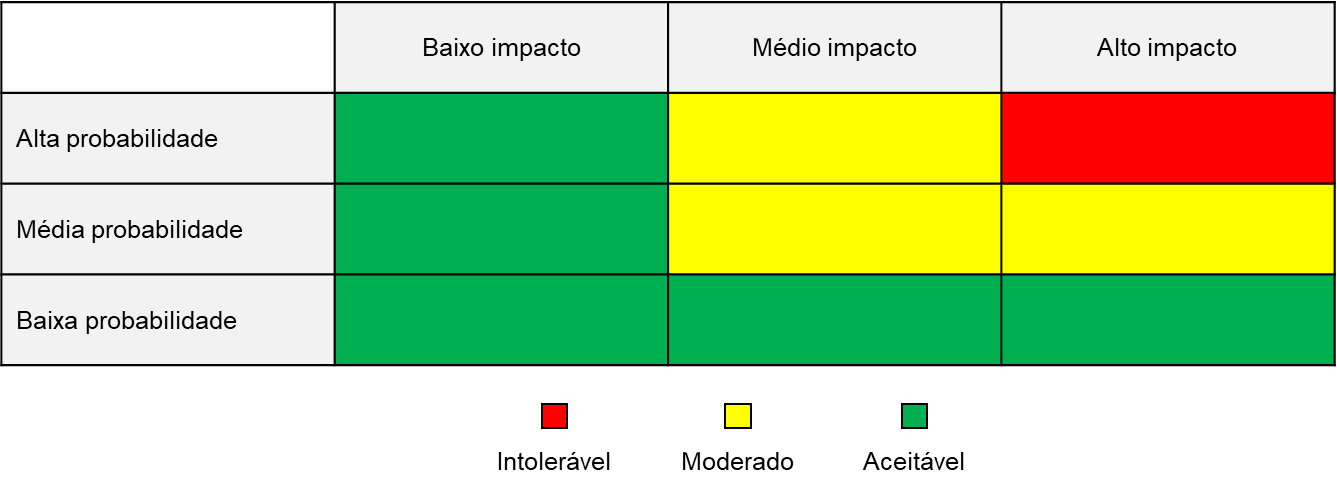 Baixo impacto Médio impacto Alto impacto
Alta probabilidade
Média probabilidade
Baixa probabilidade
Intolerável Moderado Aceitável